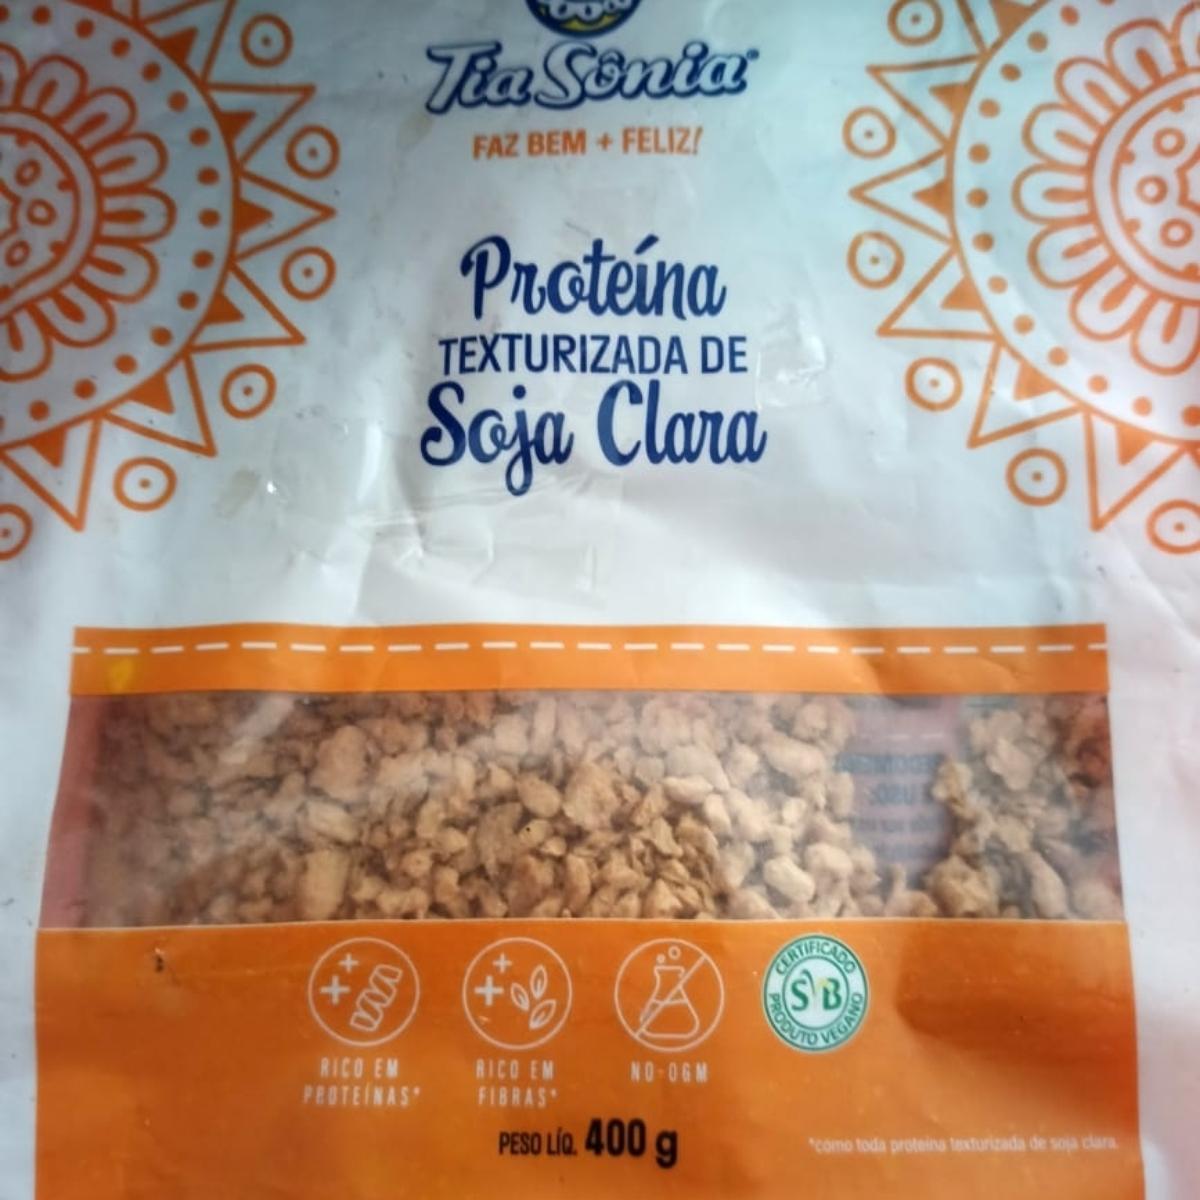 Tia Sônia
FAZ BEM + FELIZ!
Proteína
TEXTURIZADA DE
Soja Clara
CERTIFICADO
SVB
PRODUTO VEGANO
RICO EM
PROTEÍNAS*
RICO EM
FIBRAS*
NO-OGM
PESO LÍQ. 400 g
*como toda proteína texturizada de soja clara.